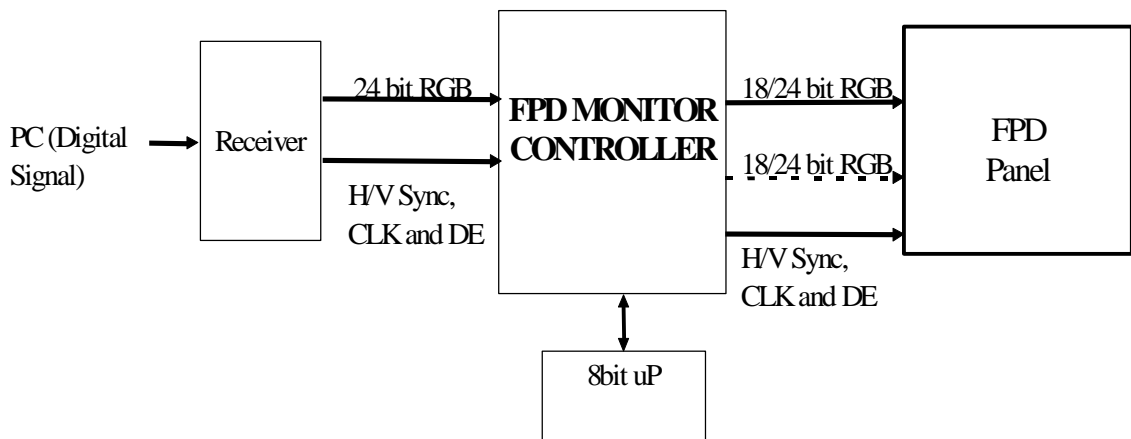 PC (Digital
Signal)
Receiver
24 bit RGB
H/V Sync,
CLK and DE
FPD MONITOR
CONTROLLER
18/24 bit RGB
18/24 bit RGB
H/V Sync,
CLK and DE
FPD
Panel
8bit uP